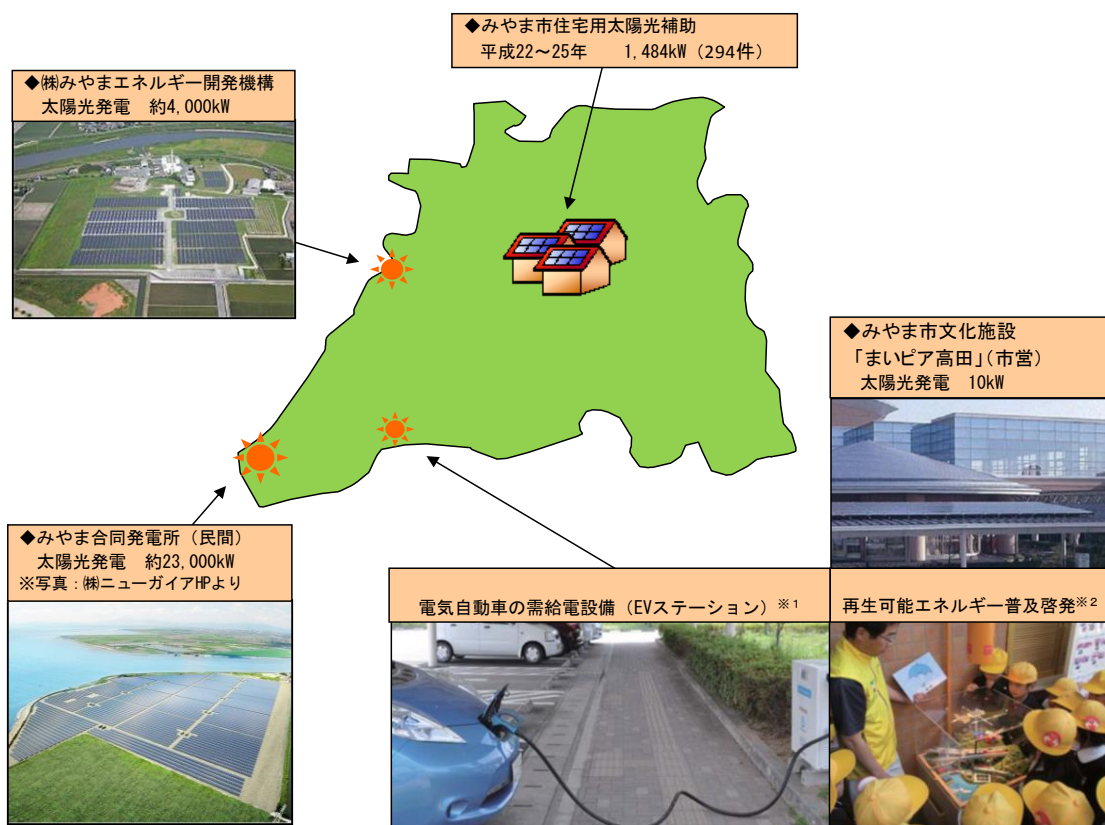 ◆みやま市住宅用太陽光補助
平成22～25年　1,484kW（294件）
◆㈱みやまエネルギー開発機構
太陽光発電　約4,000kW
◆みやま市文化施設
「まいピア高田」（市営）
太陽光発電　10kW
◆みやま合同発電所（民間）
太陽光発電　約23,000kW
※写真：㈱ニューガイアHPより
電気自動車の需給電設備（EVステーション）※1
再生可能エネルギー普及啓発※2